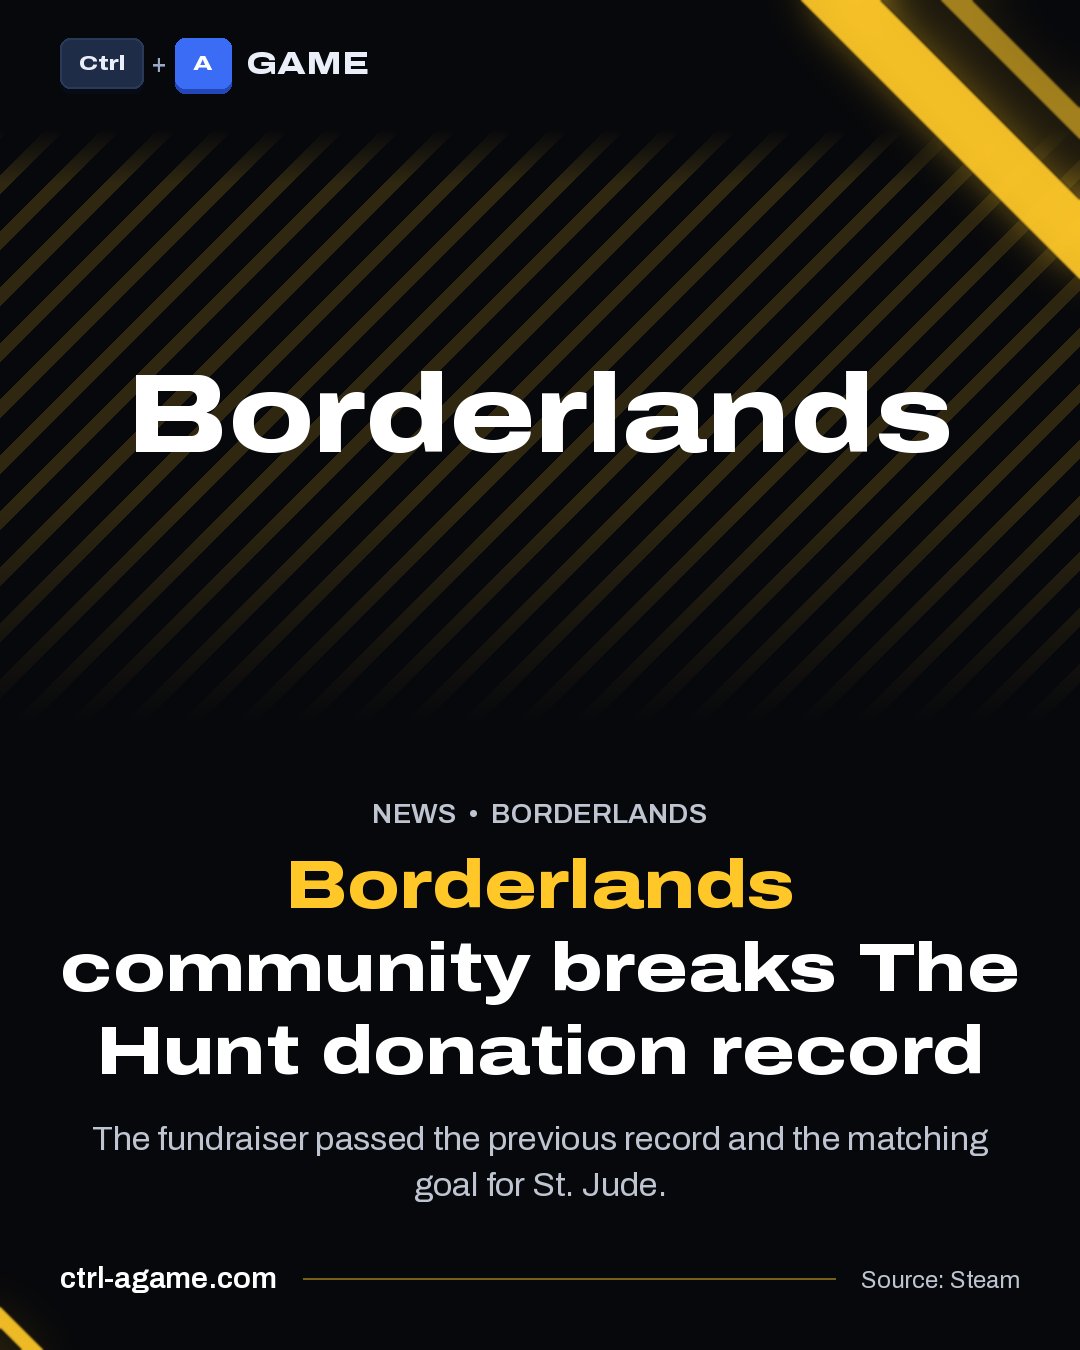 Ctrl + A GAME
Borderlands
NEWS • BORDERLANDS
Borderlands
community breaks The
Hunt donation record
The fundraiser passed the previous record and the matching
goal for St. Jude.
ctrl-agame.com
Source: Steam